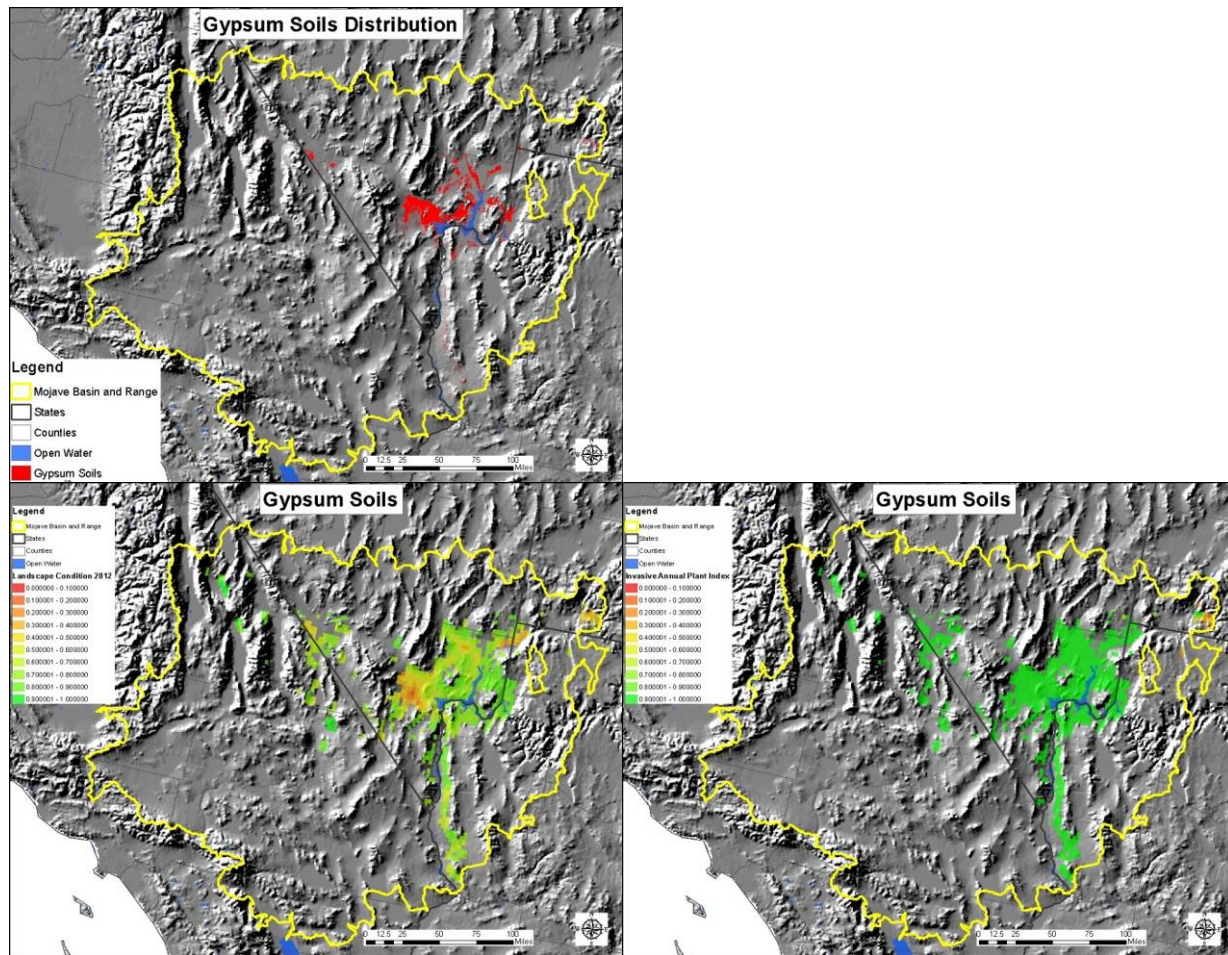 Gypsum Soils Distribution
Legend
Mojave Basin and Range
States
Counties
Open Water
Gypsum Soils
0 12.5 25 50 75 100
Miles
N
W E
S
Gypsum Soils
Legend
Mojave Basin and Range
States
Counties
Open Water
Landscape Condition 2012
0.000000 - 0.100000
0.100001 - 0.200000
0.200001 - 0.300000
0.300001 - 0.400000
0.400001 - 0.500000
0.500001 - 0.600000
0.600001 - 0.700000
0.700001 - 0.800000
0.800001 - 0.900000
0.900001 - 1.000000
0 12.5 25 50 75 100
Miles
N
W E
S
Gypsum Soils
Legend
Mojave Basin and Range
States
Counties
Open Water
Invasive Annual Plant Index
0.000000 - 0.100000
0.100001 - 0.200000
0.200001 - 0.300000
0.300001 - 0.400000
0.400001 - 0.500000
0.500001 - 0.600000
0.600001 - 0.700000
0.700001 - 0.800000
0.800001 - 0.900000
0.900001 - 1.000000
0 12.5 25 50 75 100
Miles
N
W E
S